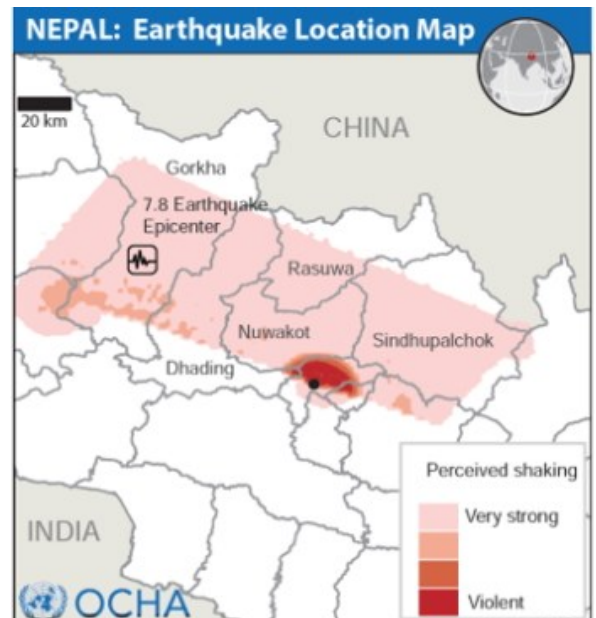 NEPAL: Earthquake Location Map
20 km
CHINA
Gorkha
7.8 Earthquake
Epicenter
Rasuwa
Nuwakot
Sindhupalchok
Dhading
Perceived shaking
Very strong
INDIA
Violent
OCHA